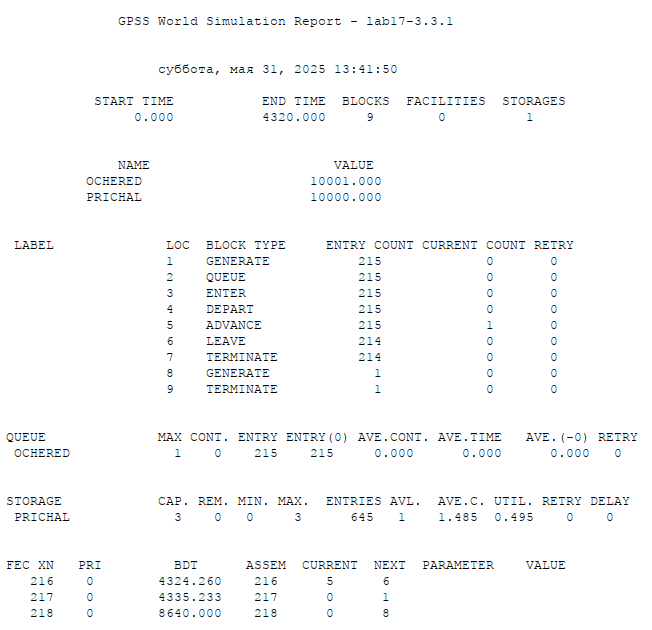 GPSS World Simulation Report - lab17-3.3.1
суббота, мая 31, 2025 13:41:50
START TIME END TIME BLOCKS FACILITIES STORAGES
0.000 4320.000 9 0 1
NAME VALUE
OCHERED 10001.000
PRICHAL 10000.000
LABEL LOC BLOCK TYPE ENTRY COUNT CURRENT COUNT RETRY
1 GENERATE 215 0 0
2 QUEUE 215 0 0
3 ENTER 215 0 0
4 DEPART 215 0 0
5 ADVANCE 215 1 0
6 LEAVE 214 0 0
7 TERMINATE 214 0 0
8 GENERATE 1 0 0
9 TERMINATE 1 0 0
QUEUE MAX CONT. ENTRY ENTRY(0) AVE.CONT. AVE.TIME AVE.(-0) RETRY
OCHERED 1 0 215 215 0.000 0.000 0.000 0
STORAGE CAP. REM. MIN. MAX. ENTRIES AVL. AVE.C. UTIL. RETRY DELAY
PRICHAL 3 0 0 3 645 1 1.485 0.495 0 0
FEC XN PRI BDT ASSEM CURRENT NEXT PARAMETER VALUE
216 0 4324.260 216 5 6
217 0 4335.233 217 0 1
218 0 8640.000 218 0 8